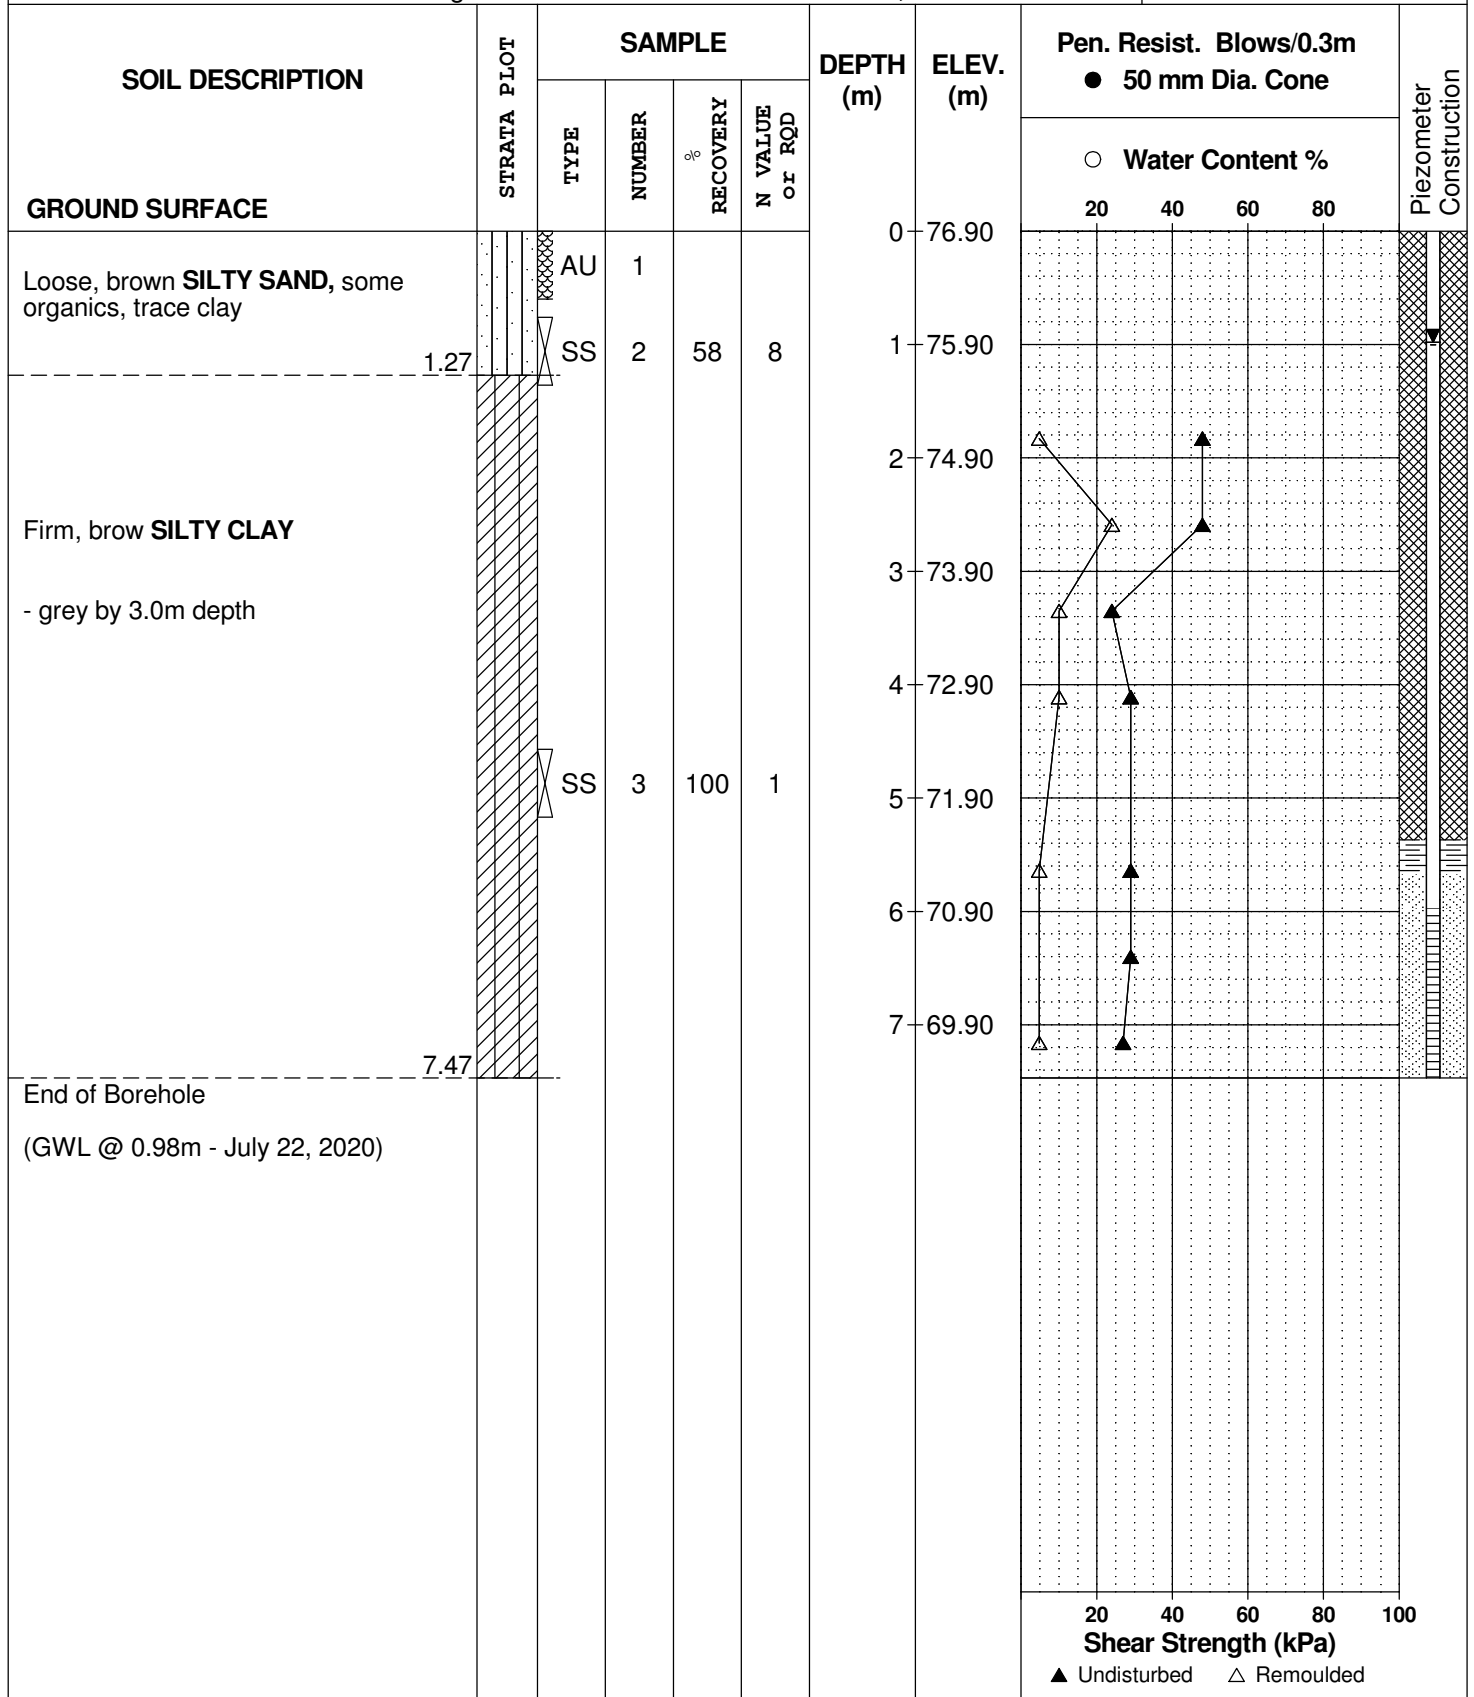 SOIL DESCRIPTION
GROUND SURFACE
STRATA PLOT
SAMPLE
TYPE
NUMBER
%
RECOVERY
N VALUE
or RQD
DEPTH
(m)
ELEV.
(m)
Pen. Resist. Blows/0.3m
● 50 mm Dia. Cone
○ Water Content %
20 40 60 80
Piezometer
Construction
0 76.90
Loose, brown SILTY SAND, some
organics, trace clay
AU 1
1.27
SS 2 58 8
1 75.90
2 74.90
Firm, brow SILTY CLAY
3 73.90
- grey by 3.0m depth
4 72.90
SS 3 100 1
5 71.90
6 70.90
7 69.90
7.47
End of Borehole
(GWL @ 0.98m - July 22, 2020)
20 40 60 80 100
Shear Strength (kPa)
▲ Undisturbed △ Remoulded